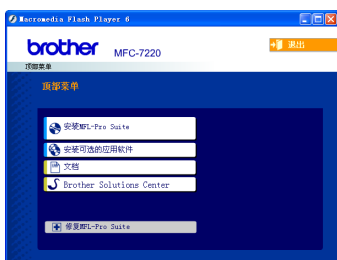 Macromedia Flash Player 6
brother
MFC-7220
退出
顶部菜单
顶部菜单
安装MFL-Pro Suite
安装可选的应用软件
文档
Brother Solutions Center
修复MFL-Pro Suite